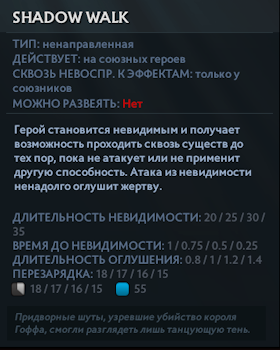 SHADOW WALK
ТИП: ненаправленная
ДЕЙСТВУЕТ: на союзных героев
СКВОЗЬ НЕВОСПР. К ЭФФЕКТАМ: только у
союзников
МОЖНО РАЗВЕЯТЬ: Нет
Герой становится невидимым и получает
возможность проходить сквозь существ до
тех пор, пока не атакует или не применит
другую способность. Атака из невидимости
ненадолго оглушит жертву.
ДЛИТЕЛЬНОСТЬ НЕВИДИМОСТИ: 20 / 25 / 30 /
35
ВРЕМЯ ДО НЕВИДИМОСТИ: 1 / 0.75 / 0.5 / 0.25
ДЛИТЕЛЬНОСТЬ ОГЛУШЕНИЯ: 0.8 / 1 / 1.2 / 1.4
ПЕРЕЗАРЯДКА: 18 / 17 / 16 / 15
18 / 17 / 16 / 15 55
Придворные шуты, узревшие убийство короля
Гоффа, смогли разглядеть лишь танцующую тень.